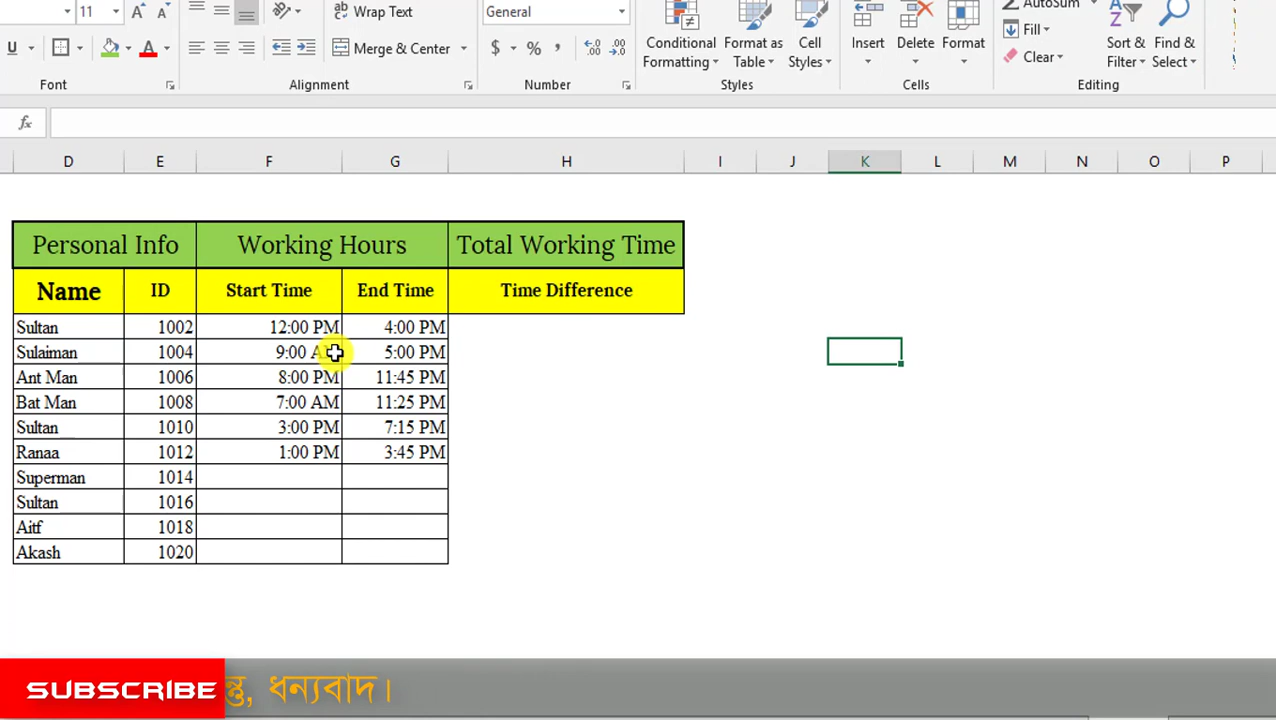 11
Wrap Text
General
AutoSum
U
A
Merge & Center
$ % ,
Conditional Formatting
Format as Table
Cell Styles
Insert
Delete
Format
Fill
Clear
Sort & Filter
Find & Select
Font
Alignment
Number
Styles
Cells
Editing
fx
D E F G H I J K L M N O P
Personal Info Working Hours Total Working Time
Name ID Start Time End Time Time Difference
Sultan 1002 12:00 PM 4:00 PM
Sulaiman 1004 9:00 AM 5:00 PM
Ant Man 1006 8:00 PM 11:45 PM
Bat Man 1008 7:00 AM 11:25 PM
Sultan 1010 3:00 PM 7:15 PM
Ranaa 1012 1:00 PM 3:45 PM
Superman 1014
Sultan 1016
Aitf 1018
Akash 1020
SUBSCRIBE ধন্যবাদ।